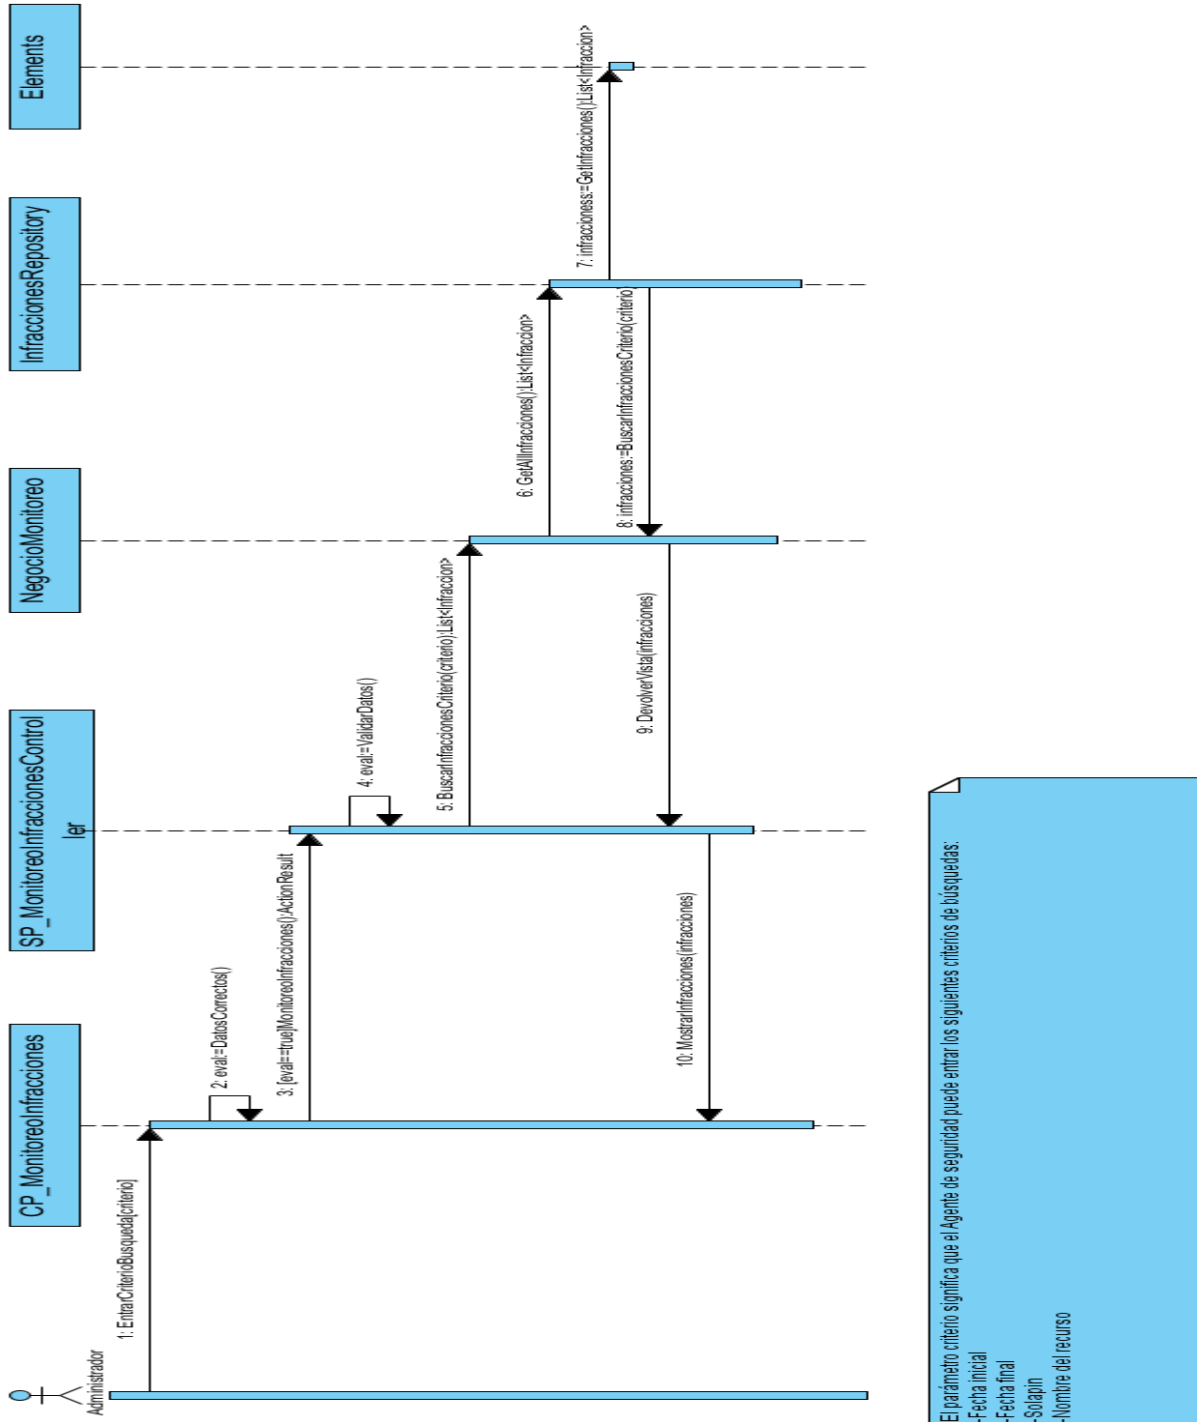 Administrador
CP_MonitoreoInfracciones
SP_MonitoreoInfraccionesControl
ler
NegocioMonitoreo
InfraccionesRepository
Elements
1: EntrarCriterioBusqueda[criterio]
2: eval:=DatosCorrectos()
3: [eval==true]MonitoreoInfracciones():ActionResult
4: eval:=ValidarDatos()
5: BuscarInfraccionesCriterio(criterio):List<Infraccion>
6: GetAllInfracciones():List<Infraccion>
7: infraccioness:=GetInfracciones():List<Infraccion>
8: infracciones:=BuscarInfraccionesCriterio(criterio)
9: DevolverVista(infracciones)
10: MostrarInfracciones(infracciones)
El parámetro criterio significa que el Agente de seguridad puede entrar los siguientes criterios de búsquedas:
-Fecha inicial
-Fecha final
-Solapin
-Nombre del recurso